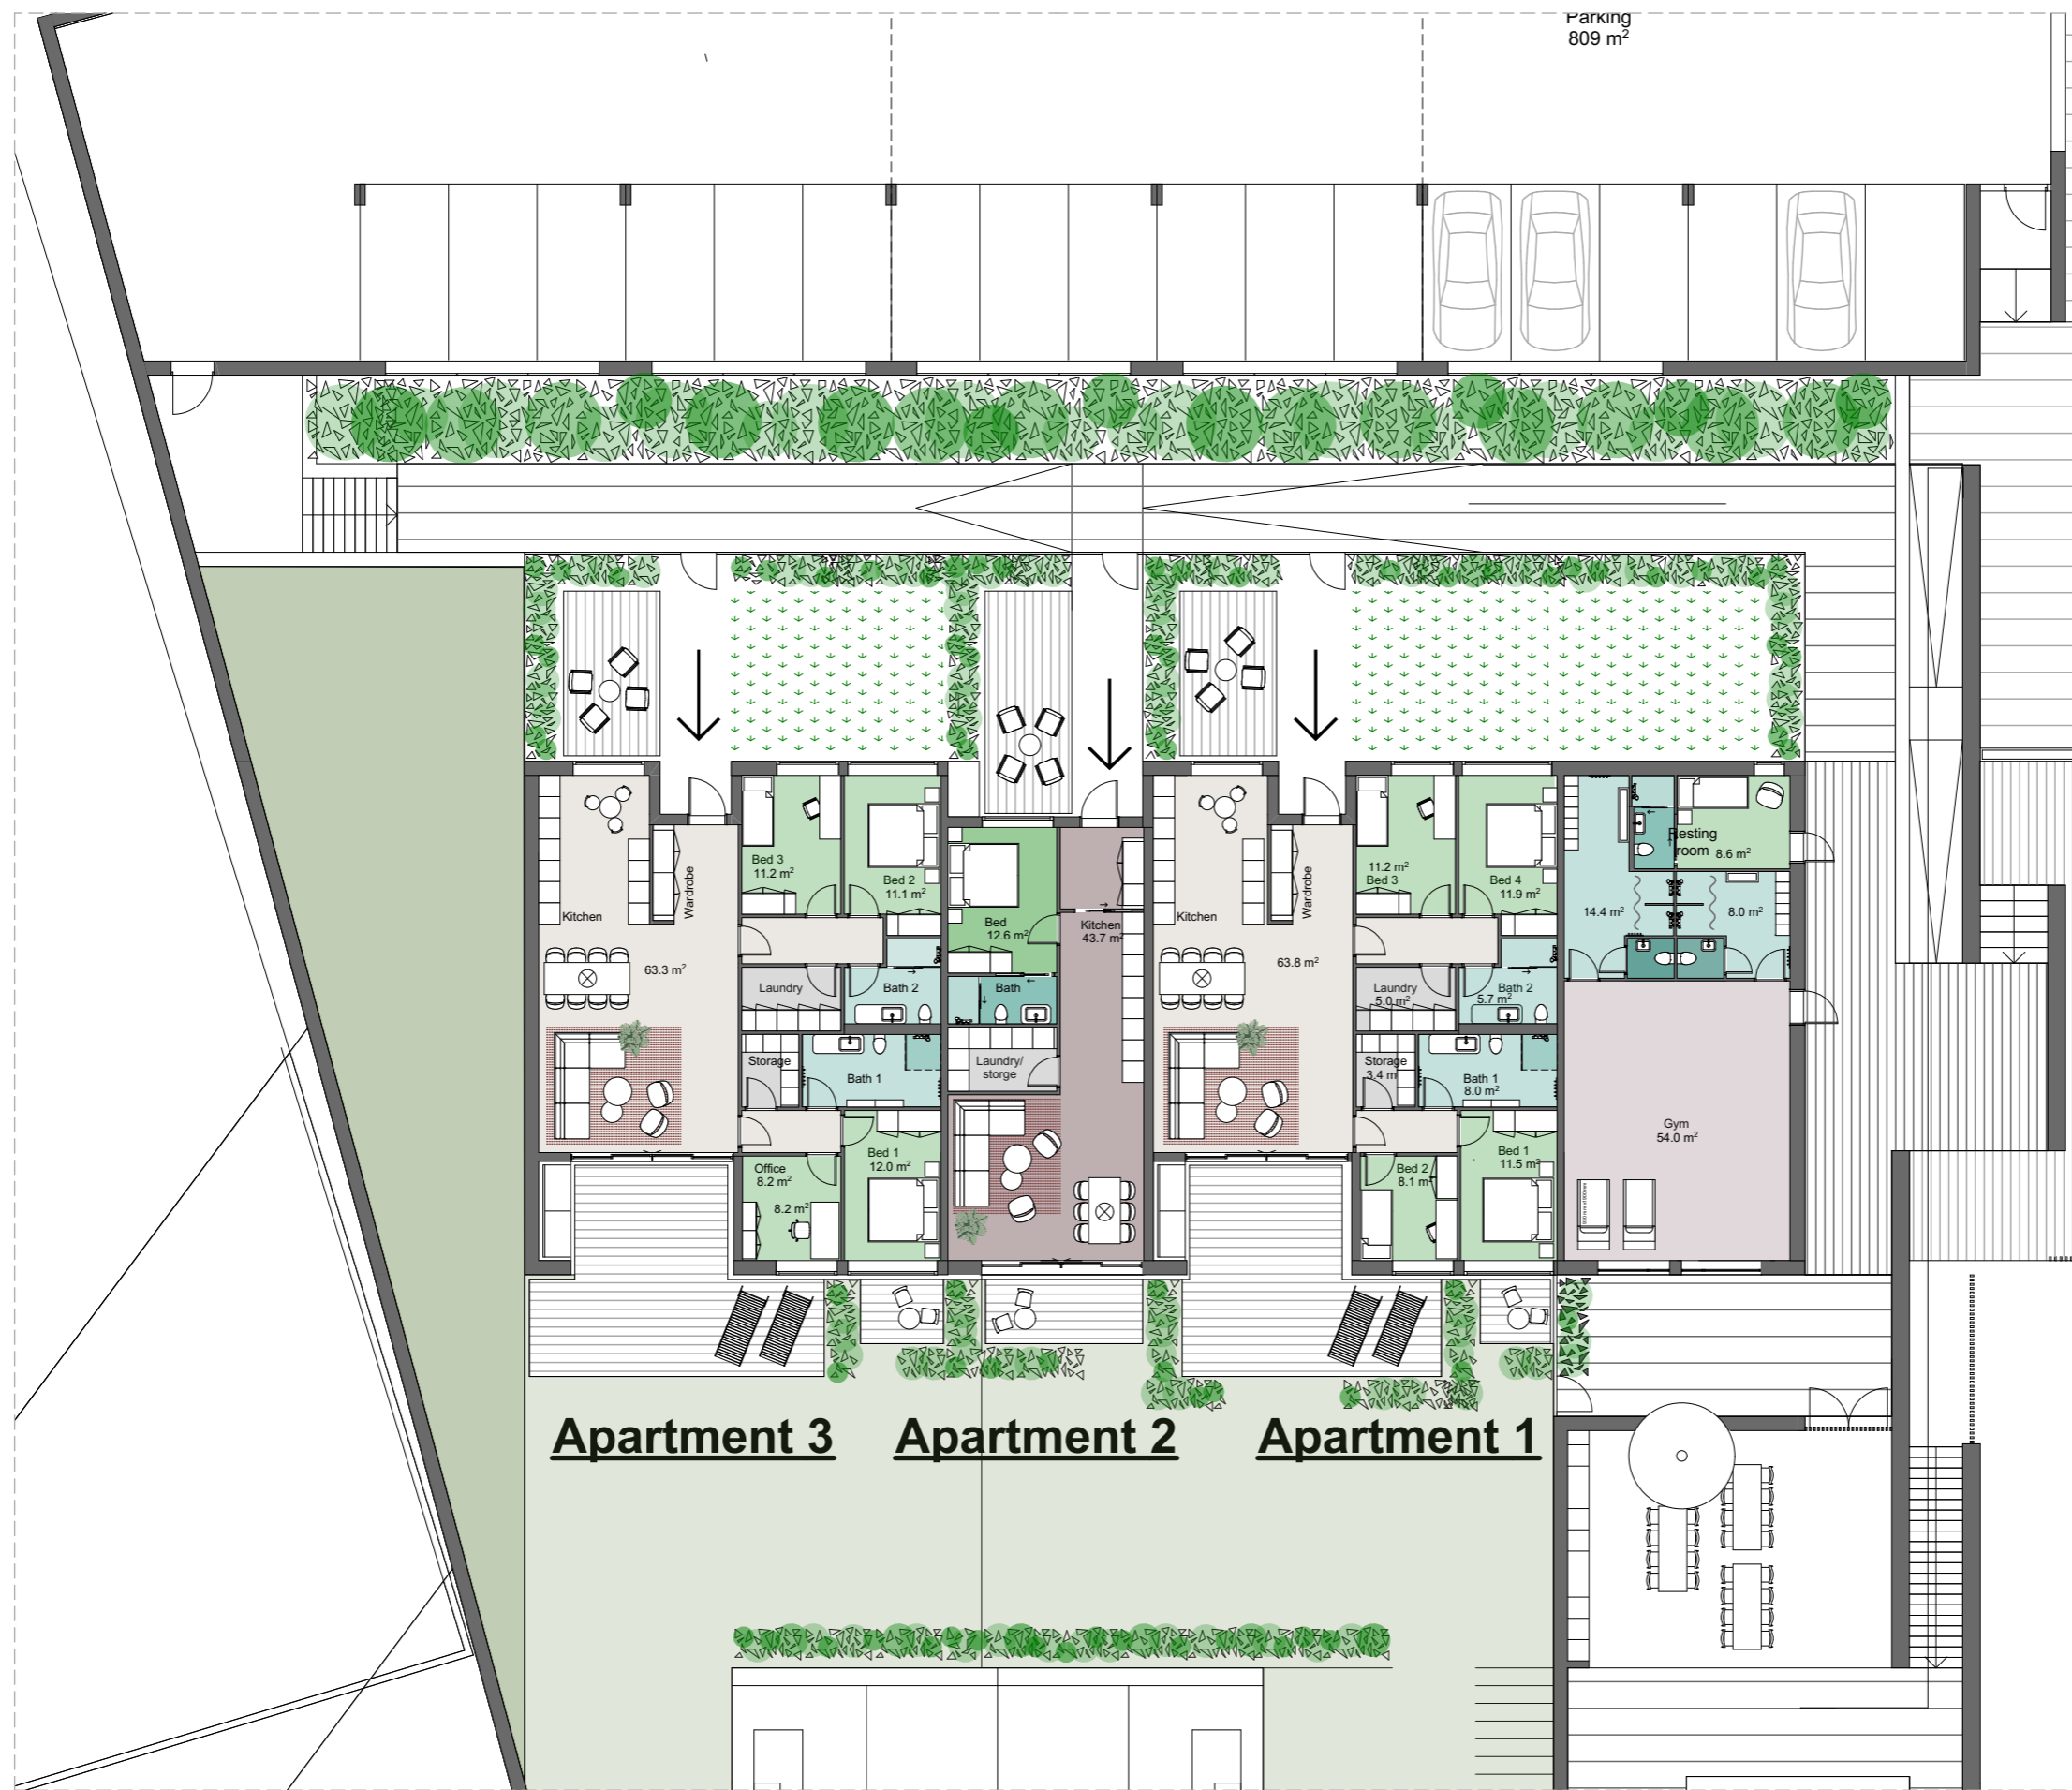 Parking
809 m²
Bed 3
11.2 m²
Bed 2
11.1 m²
Wardrobe
Kitchen
63.3 m²
Laundry
Bath 2
Storage
Bath 1
Office
8.2 m²
8.2 m²
Bed 1
12.0 m²
Bed
12.6 m²
Kitchen
43.7 m²
Bath
Laundry/
storge
Wardrobe
Kitchen
63.8 m²
11.2 m²
Bed 3
Bed 4
11.9 m²
Laundry
5.0 m²
Bath 2
5.7 m²
Storage
3.4 m
Bath 1
8.0 m²
Bed 2
8.1 m²
Bed 1
11.5 m²
Resting
room
8.6 m²
14.4 m²
8.0 m²
Gym
54.0 m²
Apartment 3
Apartment 2
Apartment 1